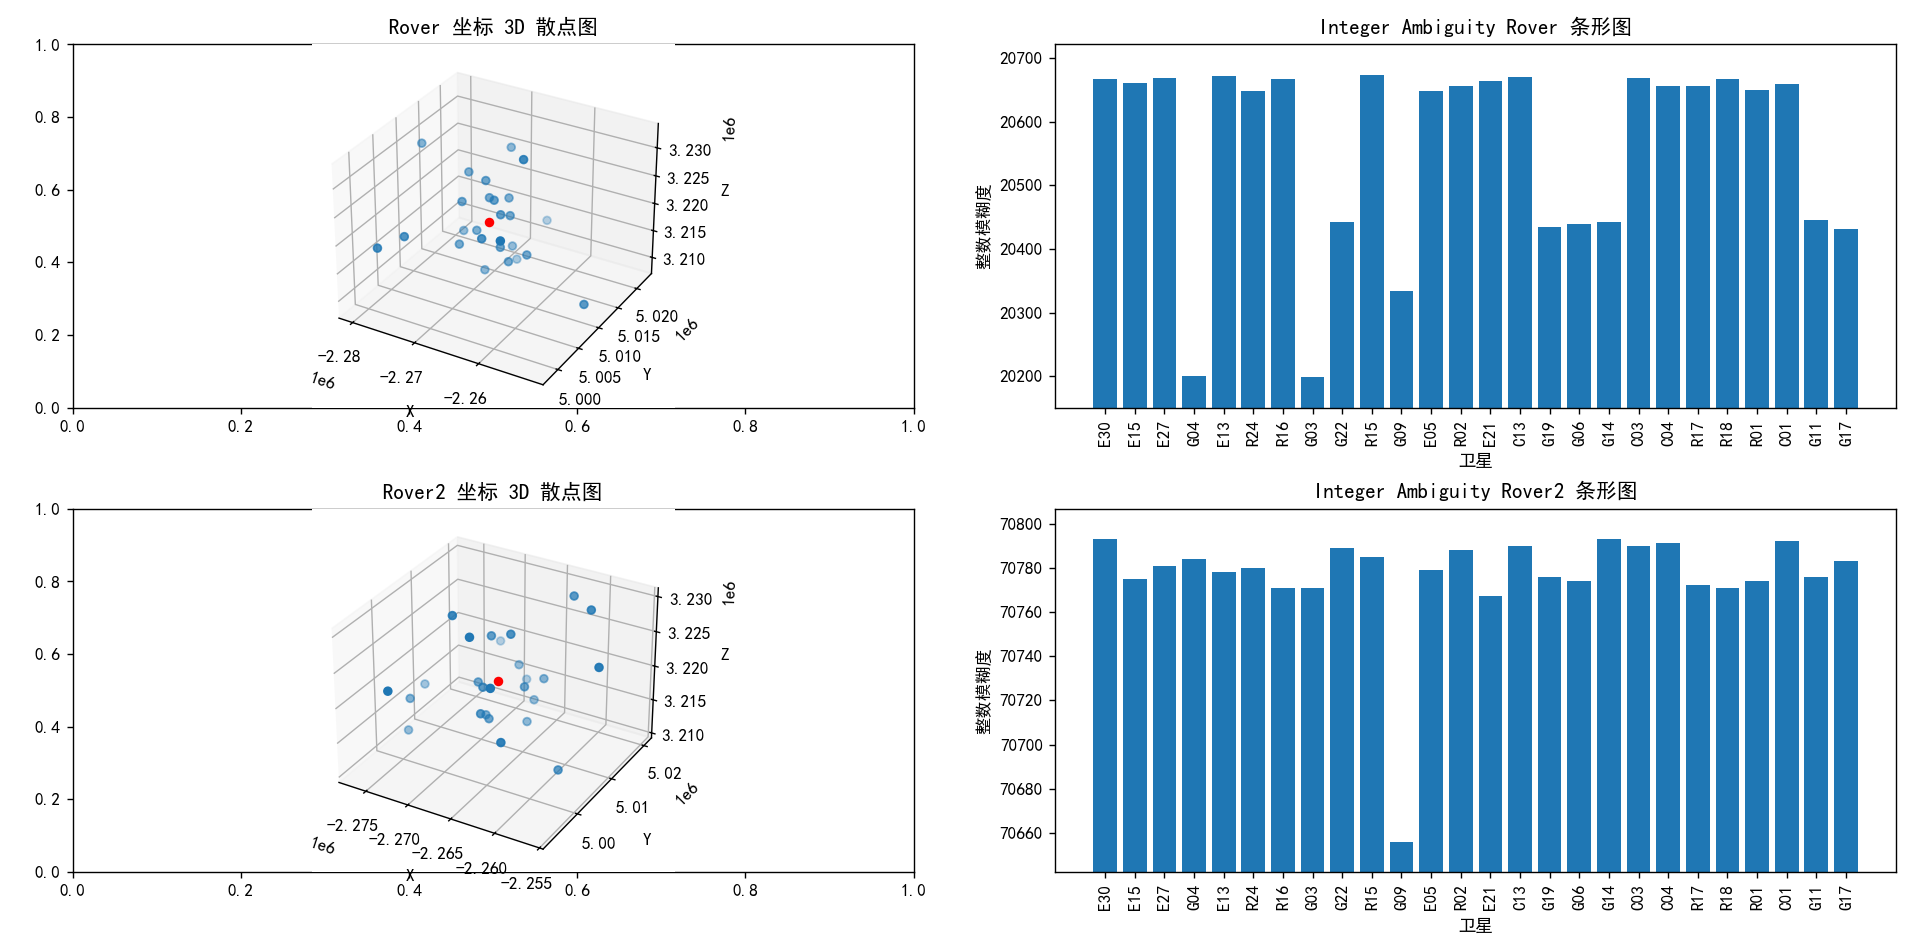 Rover 坐标 3D 散点图
1.0
0.8
0.6
0.4
0.2
0.0
0.0 0.2 0.4 0.6 0.8 1.0
1e6
3.230
3.225
3.220
3.215
3.210
Z
5.020
5.015
5.010
5.005
5.000
1e6
Y
−2.28
−2.27
−2.26
1e6
X
Integer Ambiguity Rover 条形图
20700
20600
20500
20400
20300
20200
整数模糊度
E30 E15 E27 G04 E13 R24 R16 G03 G22 R15 G09 E05 R02 E21 C13 G19 G06 G14 C03 C04 R17 R18 R01 C01 G11 G17
卫星
Rover2 坐标 3D 散点图
1.0
0.8
0.6
0.4
0.2
0.0
0.0 0.2 0.4 0.6 0.8 1.0
1e6
3.230
3.225
3.220
3.215
3.210
Z
5.02
5.01
5.00
1e6
Y
−2.275
−2.270
−2.265
−2.260
−2.255
1e6
X
Integer Ambiguity Rover2 条形图
70800
70780
70760
70740
70720
70700
70680
70660
整数模糊度
E30 E15 E27 G04 E13 R24 R16 G03 G22 R15 G09 E05 R02 E21 C13 G19 G06 G14 C03 C04 R17 R18 R01 C01 G11 G17
卫星